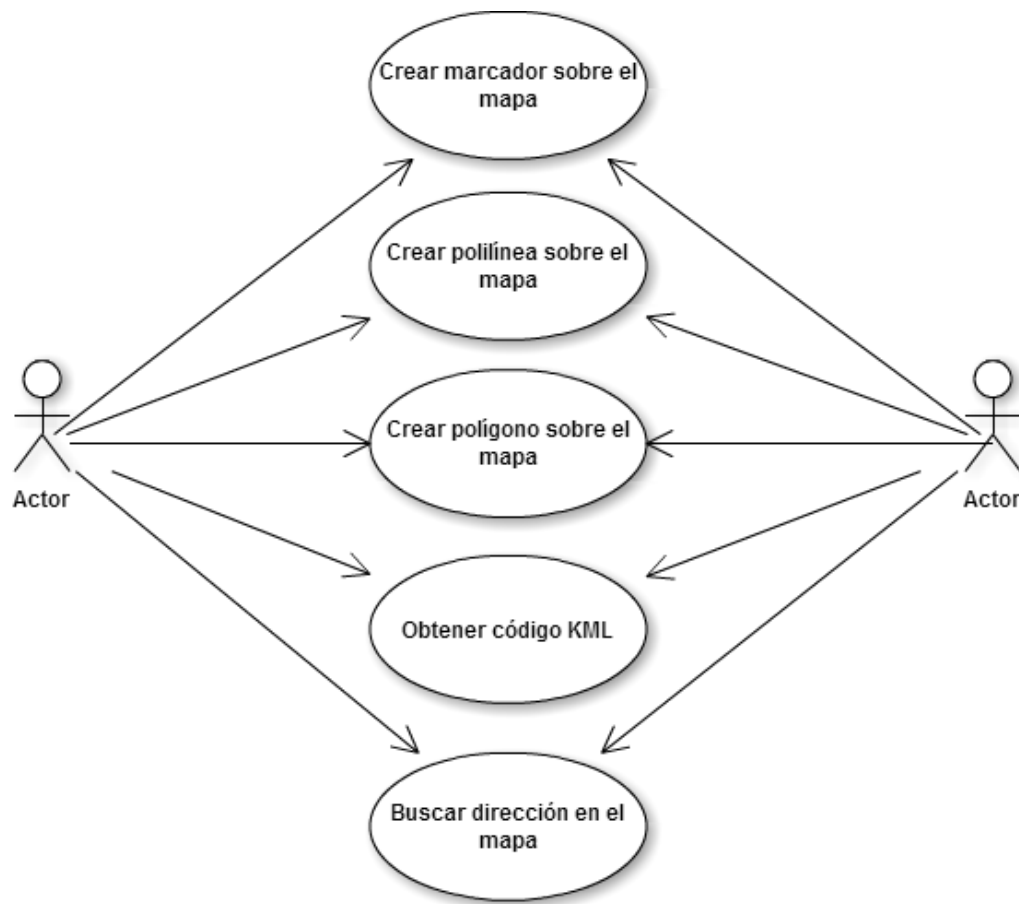 Crear marcador sobre el
mapa
Crear polilínea sobre el
mapa
Crear polígono sobre el
mapa
Actor
Actor
Obtener código KML
Buscar dirección en el
mapa